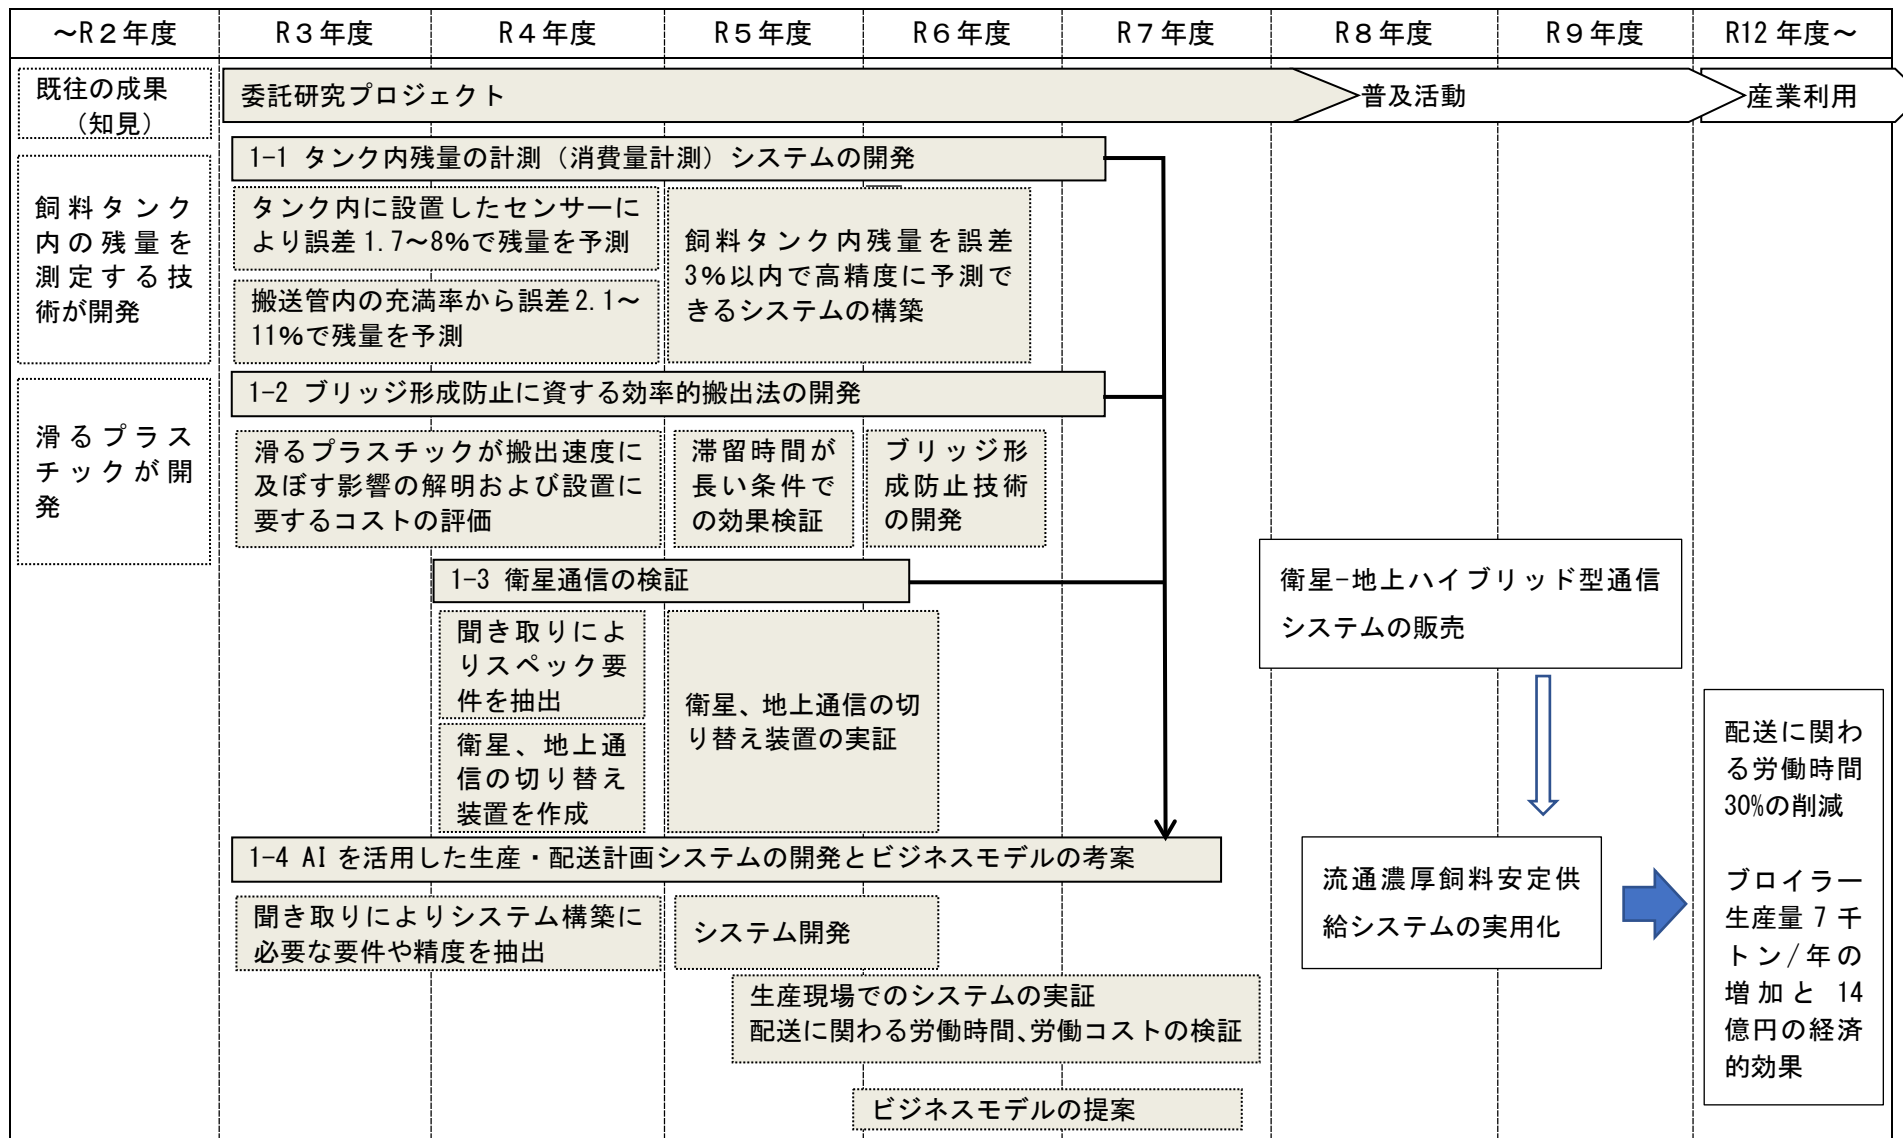 ～R２年度
R３年度
R４年度
R５年度
R６年度
R７年度
R８年度
R９年度
R12 年度～
既往の成果
（知見）
委託研究プロジェクト
普及活動
産業利用
1-1 タンク内残量の計測（消費量計測）システムの開発
飼料タンク
内の残量を
測定する技
術が開発
タンク内に設置したセンサーに
より誤差 1.7～8%で残量を予測
搬送管内の充満率から誤差 2.1～
11%で残量を予測
飼料タンク内残量を誤差
3％以内で高精度に予測で
きるシステムの構築
1-2 ブリッジ形成防止に資する効率的搬出法の開発
滑るプラス
チックが開
発
滑るプラスチックが搬出速度に
及ぼす影響の解明および設置に
要するコストの評価
滞留時間が
長い条件で
の効果検証
ブリッジ形
成防止技術
の開発
1-3 衛星通信の検証
聞き取りによ
りスペック要
件を抽出
衛星、地上通
信の切り替え
装置を作成
衛星、地上通信の切
り替え装置の実証
衛星-地上ハイブリッド型通信
システムの販売
1-4 AI を活用した生産・配送計画システムの開発とビジネスモデルの考案
聞き取りによりシステム構築に
必要な要件や精度を抽出
システム開発
生産現場でのシステムの実証
配送に関わる労働時間、労働コストの検証
ビジネスモデルの提案
流通濃厚飼料安定供
給システムの実用化
配送に関わ
る労働時間
30%の削減
ブロイラー
生産量 7 千
トン/年の
増加と 14
億円の経済
的効果